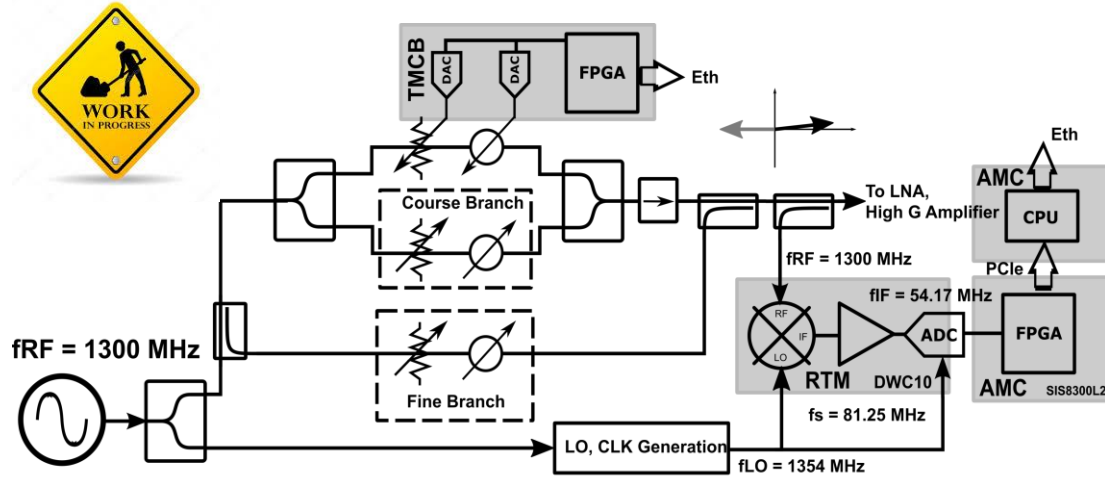 WORK
IN PROGRESS
TMCB
DAC
DAC
FPGA
Eth
Course Branch
To LNA,
High G Amplifier
Eth
AMC
CPU
PCIe
fRF = 1300 MHz
fIF = 54.17 MHz
RF
IF
LO
ADC
FPGA
RTM
DWC10
AMC
SIS8300L2
fRF = 1300 MHz
Fine Branch
fs = 81.25 MHz
LO, CLK Generation
fLO = 1354 MHz